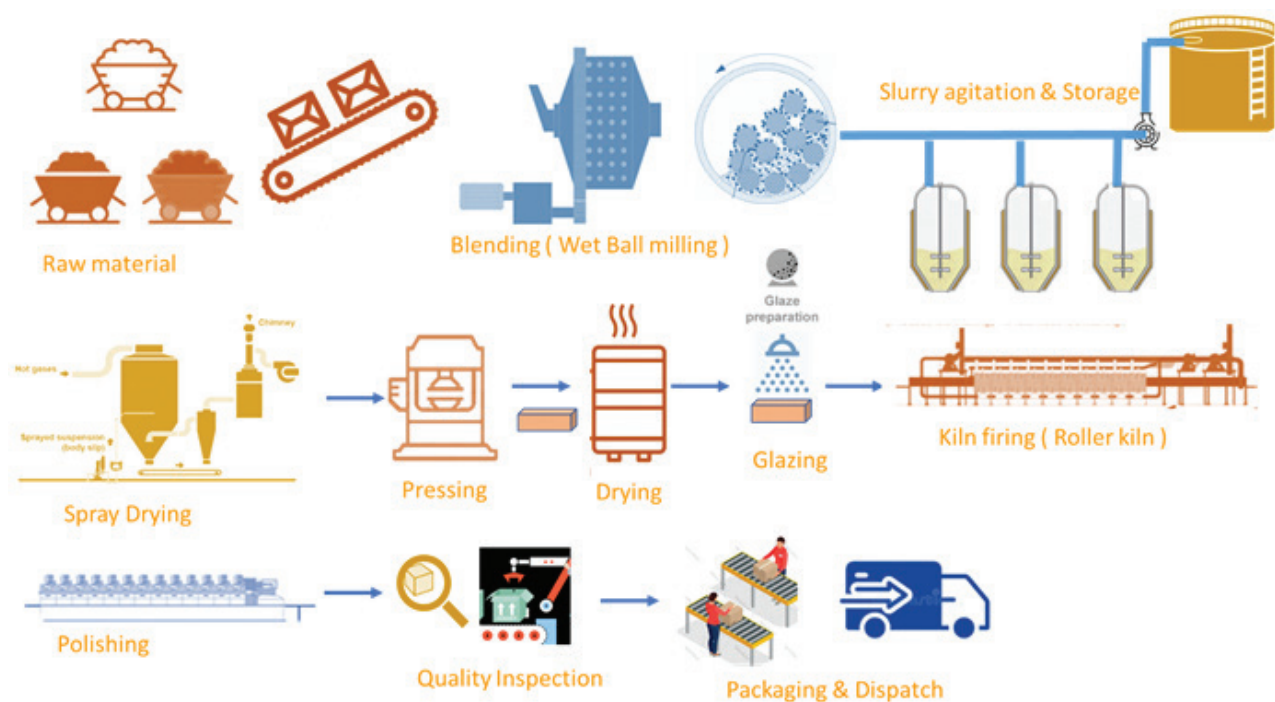 Slurry agitation & Storage
Blending ( Wet Ball milling )
Raw material
Glaze
preparation
Chimney
Hot gases
Sprayed suspension
(body slip)
Kiln firing ( Roller kiln )
Glazing
Pressing
Drying
Spray Drying
Polishing
Quality Inspection
Packaging & Dispatch